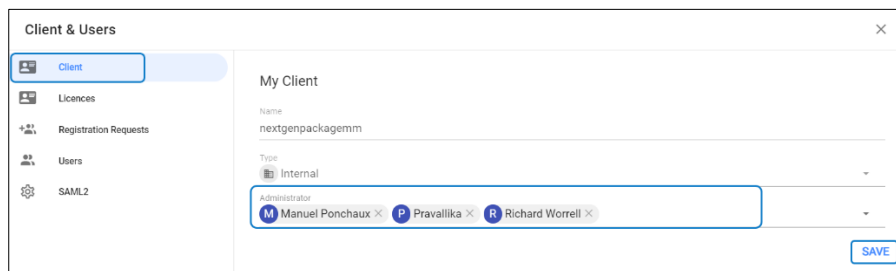 Client & Users
Client
Licences
Registration Requests
Users
SAML2
My Client
Name
nextgenpackagemm
Type
Internal
Administrator
M Manuel Ponchaux P Pravallika R Richard Worrell
SAVE